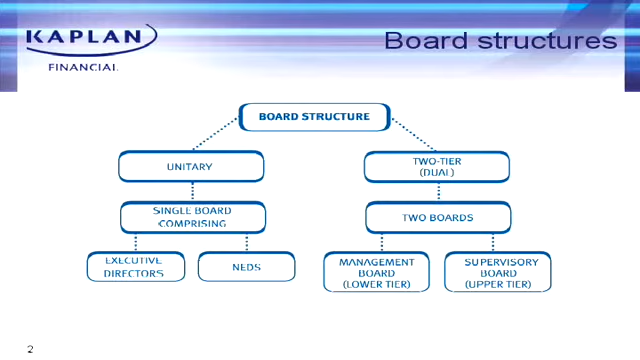 KAPLAN
FINANCIAL
Board structures
BOARD STRUCTURE
UNITARY
TWO-TIER
(DUAL)
SINGLE BOARD
COMPRISING
TWO BOARDS
EXECUTIVE
DIRECTORS
NEDS
MANAGEMENT
BOARD
(LOWER TIER)
SUPERVISORY
BOARD
(UPPER TIER)
2